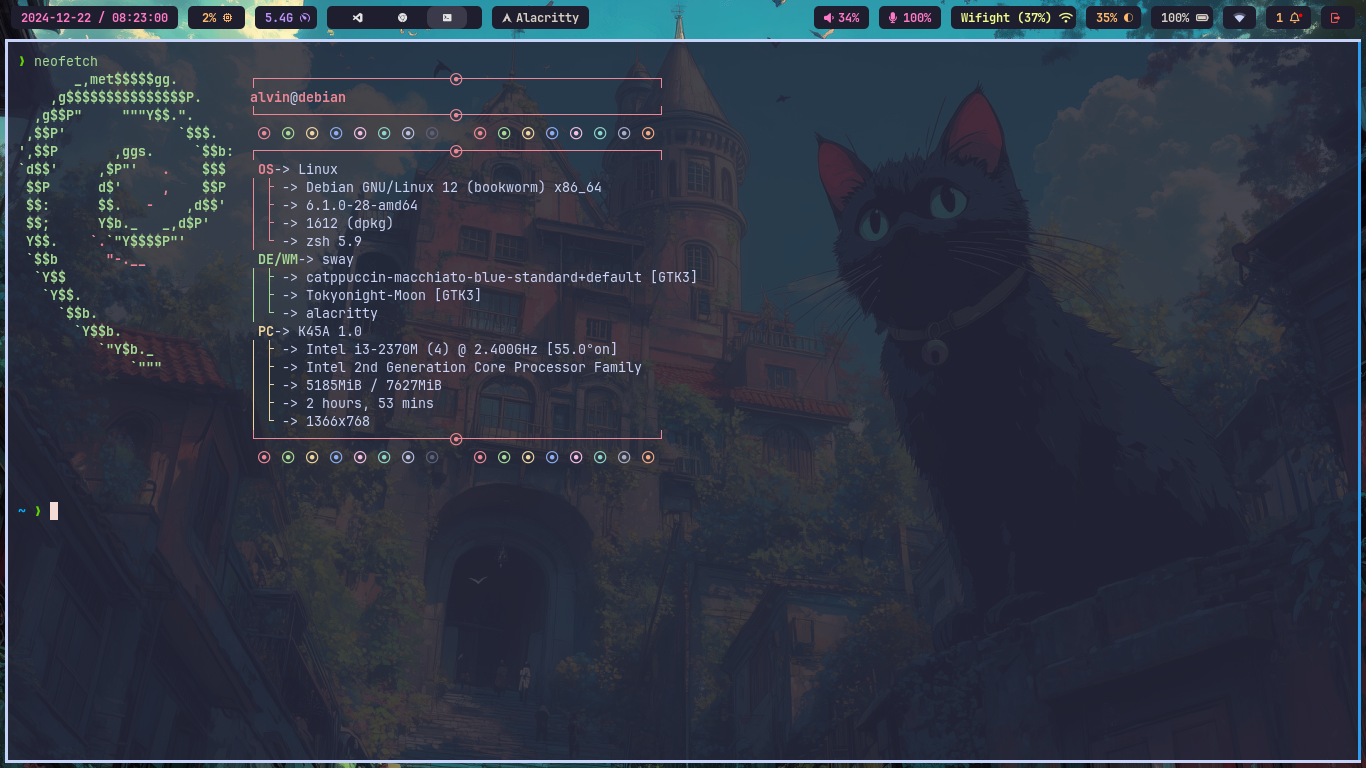 2024-12-22 / 08:23:00 2% 5.4G Alacritty 34% 100% Wifight (37%) 35% 100% 1
❯ neofetch
_,met$$$$$gg.
,g$$$$$$$$$$$$$$$P.
alvin@debian
,g$$P"     """Y$$.".
,$$P'              `$$$.
',$$P       ,ggs.     `$$b:
`d$$'     ,$P"'   .    $$$ OS-> Linux
$$P      d$'     ,    $$P ├ -> Debian GNU/Linux 12 (bookworm) x86_64
$$:      $$.   -    ,d$$' ├ -> 6.1.0-28-amd64
$$;      Y$b._   _,d$P' ├ -> 1612 (dpkg)
Y$$.    `.`"Y$$$$P"' └ -> zsh 5.9
`$$b      "-.__ DE/WM-> sway
`Y$$ ├ -> catppuccin-macchiato-blue-standard+default [GTK3]
`Y$$. ├ -> Tokyonight-Moon [GTK3]
`$$b. └ -> alacritty
`Y$$b. PC-> K45A 1.0
`"Y$b._ ├ -> Intel i3-2370M (4) @ 2.400GHz [55.0°on]
`""" ├ -> Intel 2nd Generation Core Processor Family
├ -> 5185MiB / 7627MiB
├ -> 2 hours, 53 mins
└ -> 1366x768
~ ❯